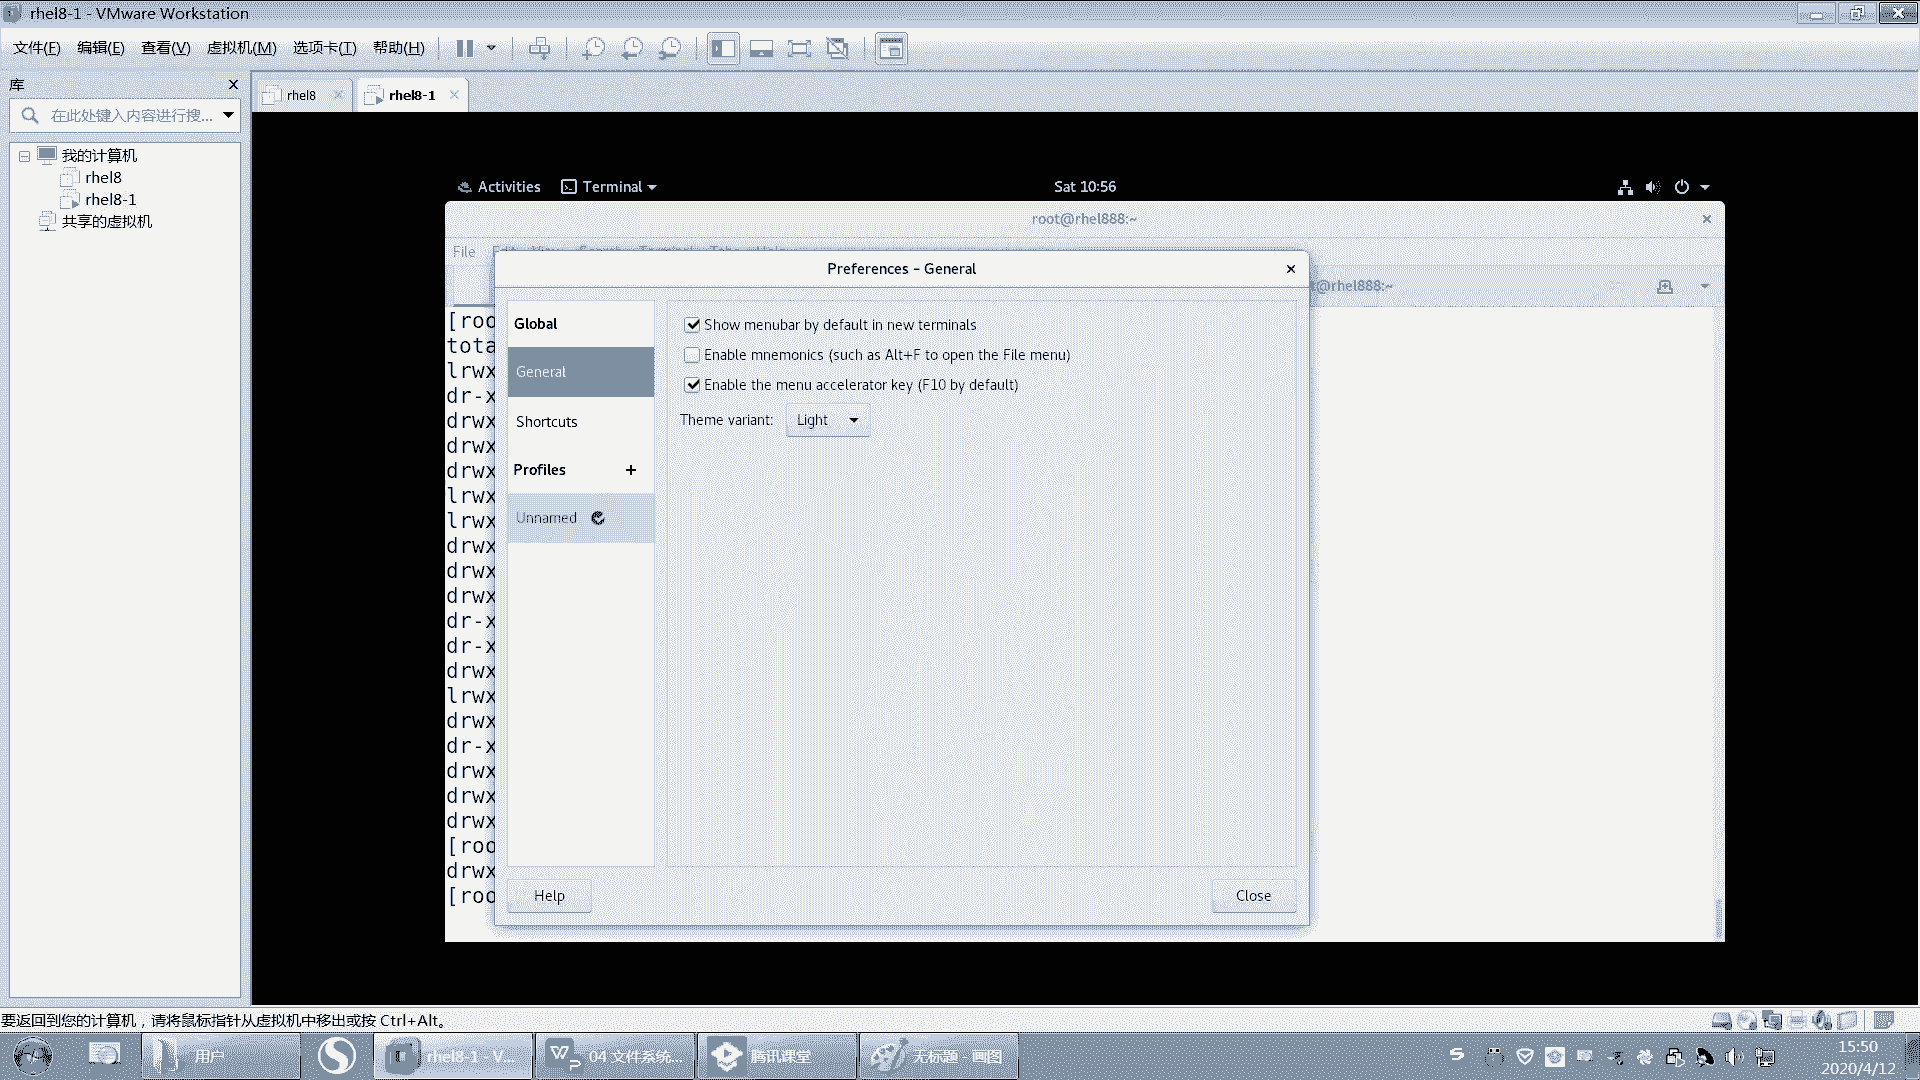 rhel8-1 - VMware Workstation
文件(F) 编辑(E) 查看(V) 虚拟机(M) 选项卡(T) 帮助(H)
库
在此处键入内容进行搜...
我的计算机
rhel8
rhel8-1
共享的虚拟机
rhel8
rhel8-1
Activities Terminal Sat 10:56
root@rhel888:~
File Edit View Search Terminal Tabs Help
Preferences – General
t@rhel888:~
Global
General
Shortcuts
Profiles +
Unnamed
Show menubar by default in new terminals
Enable mnemonics (such as Alt+F to open the File menu)
Enable the menu accelerator key (F10 by default)
Theme variant: Light
Help
Close
[roo
tota
lrwx
dr-x
drwx
drwx
drwx
lrwx
lrwx
drwx
drwx
drwx
dr-x
dr-x
drwx
lrwx
drwx
dr-x
drwx
drwx
drwx
[roo
drwx
[roo
要返回到您的计算机，请将鼠标指针从虚拟机中移出或按 Ctrl+Alt。
用户
rhel8-1 - V...
04 文件系统...
腾讯课堂
无标题 - 画图
15:50
2020/4/12